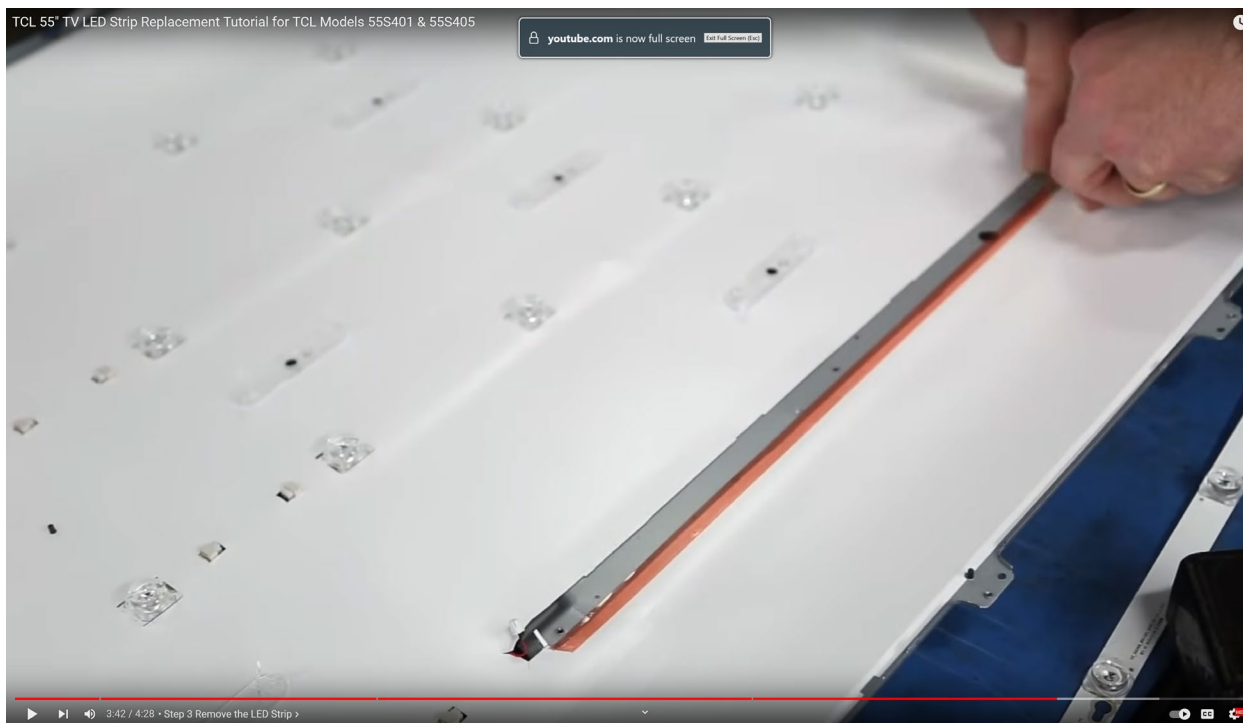 TCL 55" TV LED Strip Replacement Tutorial for TCL Models 55S401 & 55S405
youtube.com is now full screen Exit Full Screen (Esc)
3:42 / 4:28 • Step 3 Remove the LED Strip >
CC